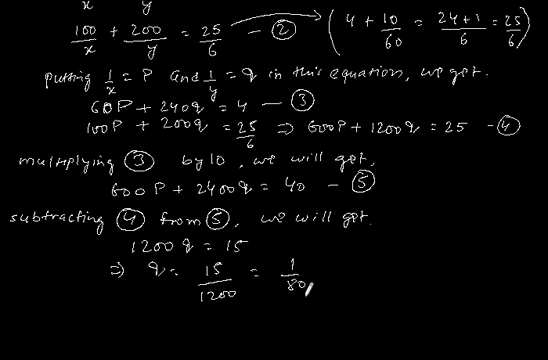 x y
100/x + 200/y = 25/6 — ② → (4 + 10/60 = 24+1/6 = 25/6)
putting 1/x = P and 1/y = q in this equation, we get.
60P + 240q = 4 — ③
100P + 200q = 25/6 ⇒ 600P + 1200q = 25 — ④
multiplying ③ by 10, we will get,
600P + 2400q = 40 — ⑤
subtracting ④ from ⑤, we will get.
1200q = 15
⇒ q = 15/1200 = 1/80